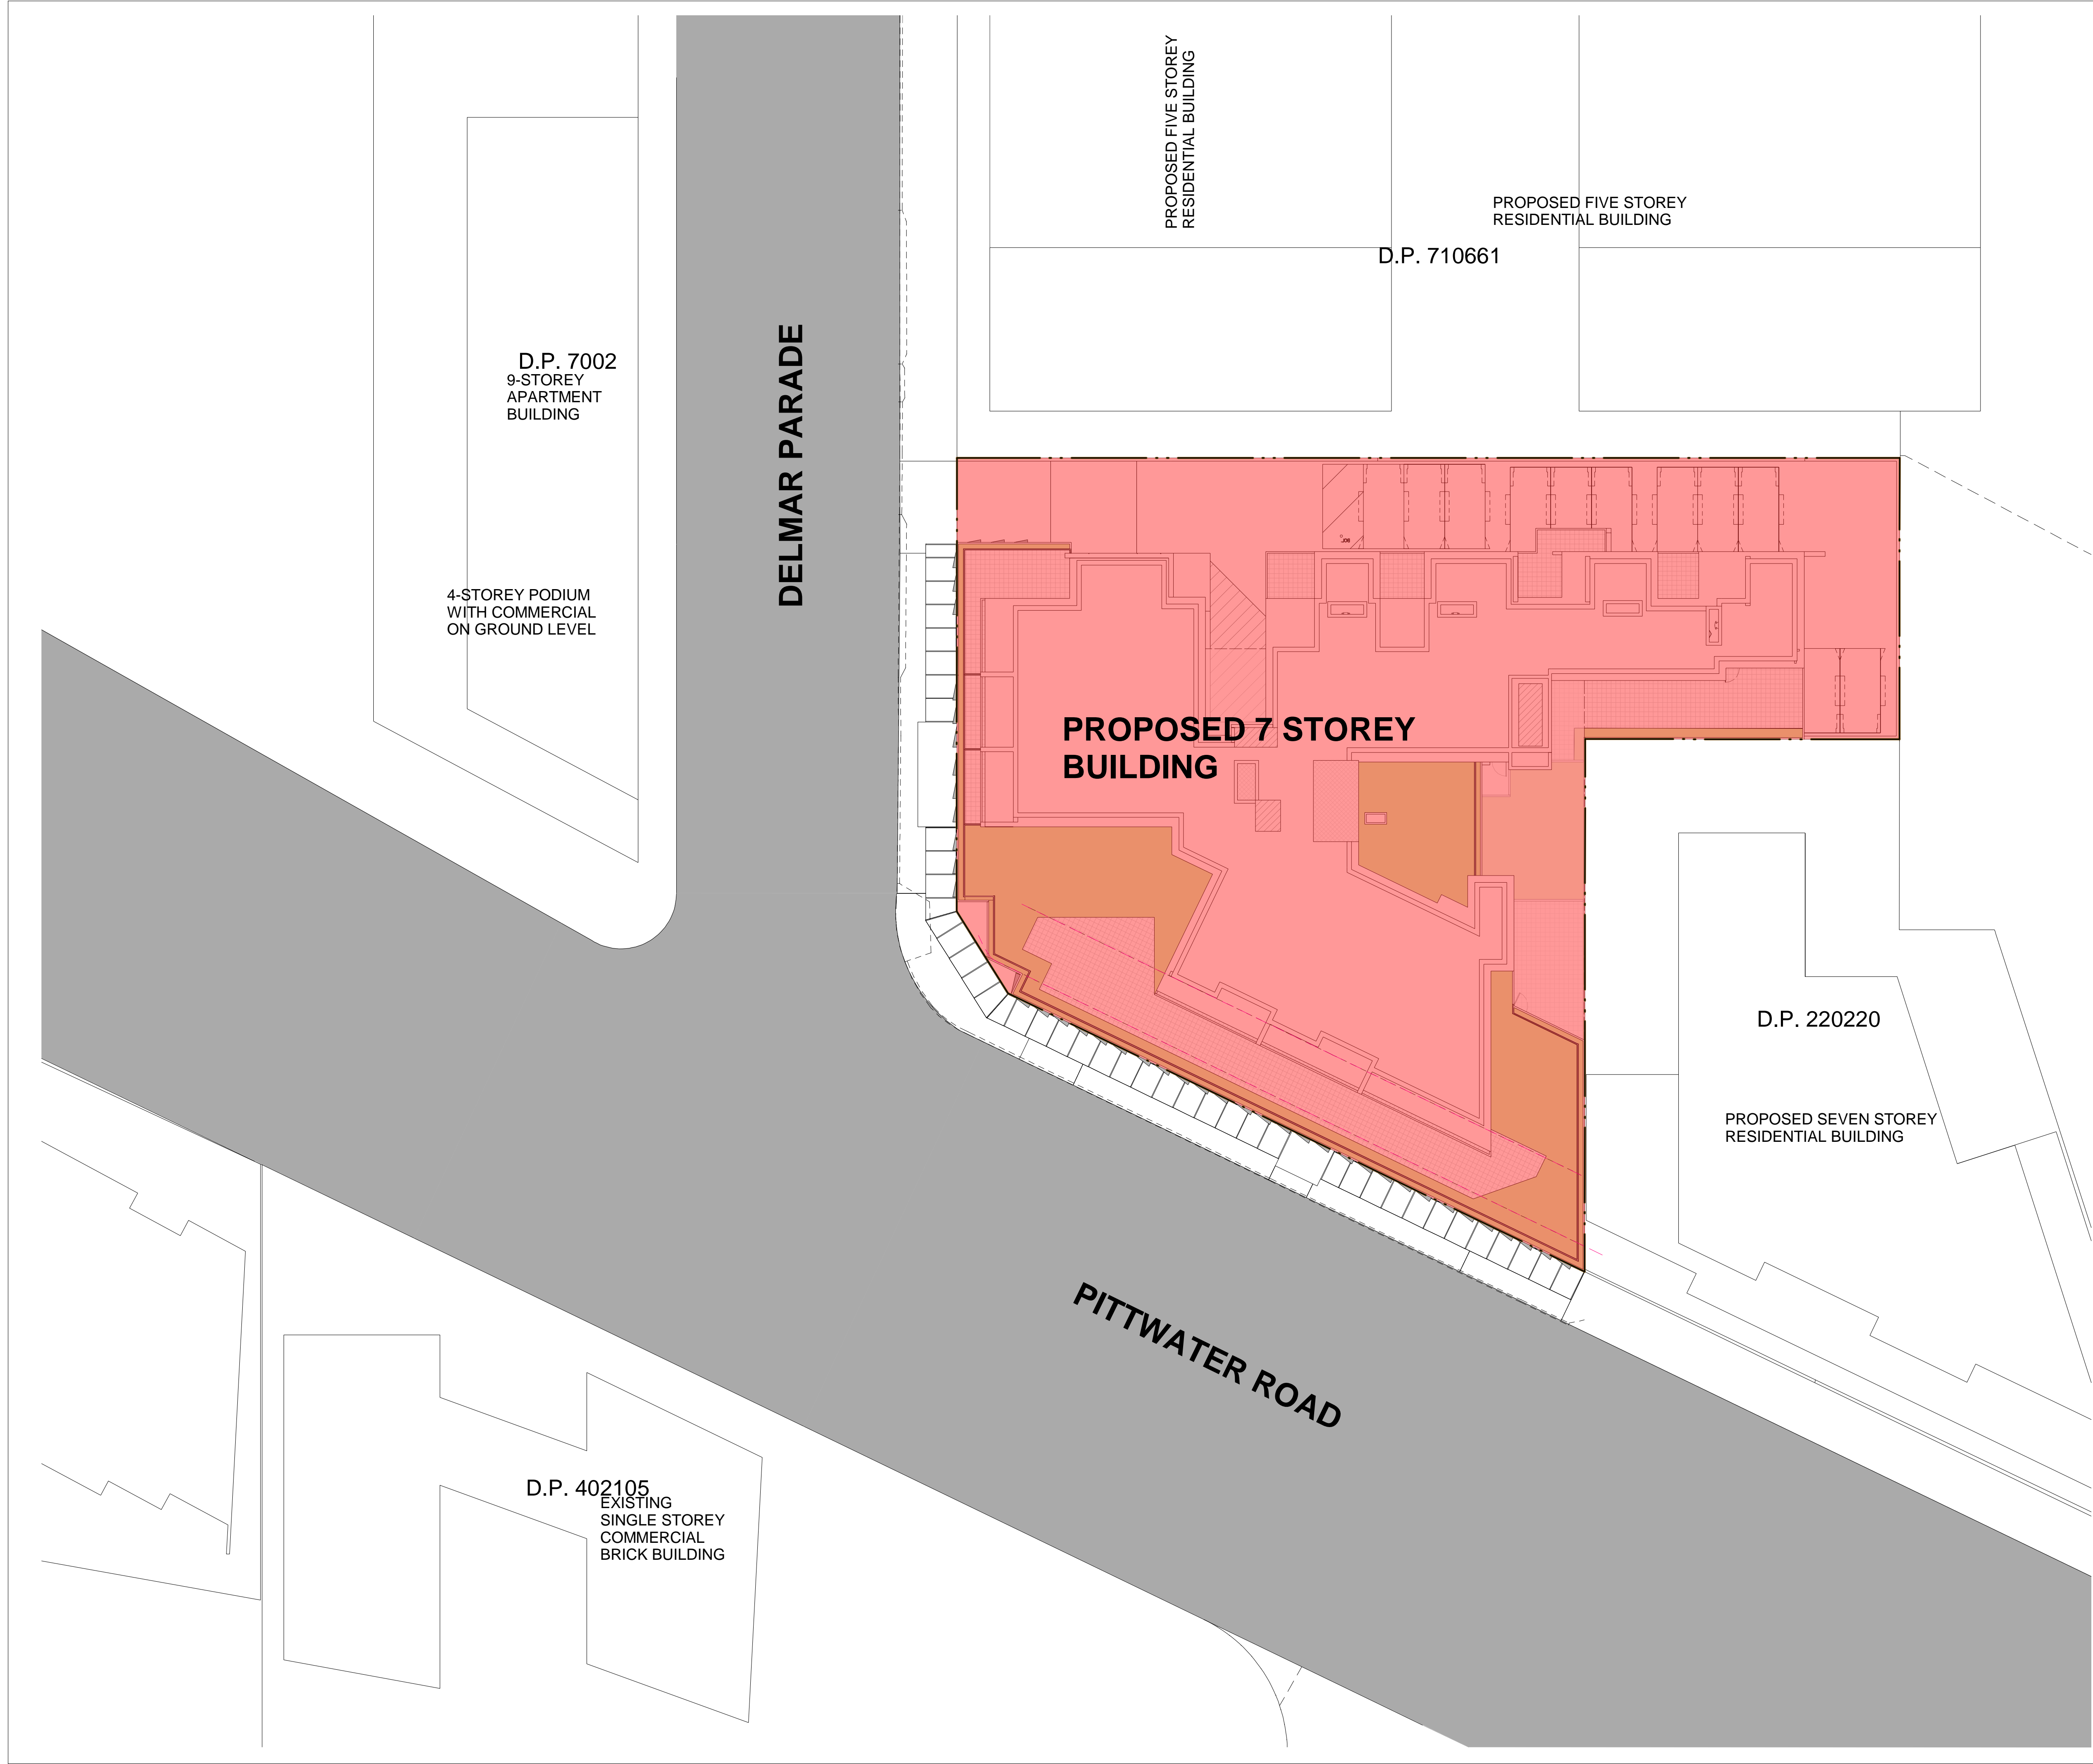 PROPOSED FIVE STOREY
RESIDENTIAL BUILDING
PROPOSED FIVE STOREY
RESIDENTIAL BUILDING
D.P. 710661
D.P. 7002
9-STOREY
APARTMENT
BUILDING
DELMAR PARADE
4-STOREY PODIUM
WITH COMMERCIAL
ON GROUND LEVEL
PROPOSED 7 STOREY
BUILDING
D.P. 220220
PROPOSED SEVEN STOREY
RESIDENTIAL BUILDING
PITTWATER ROAD
D.P. 402105
EXISTING
SINGLE STOREY
COMMERCIAL
BRICK BUILDING